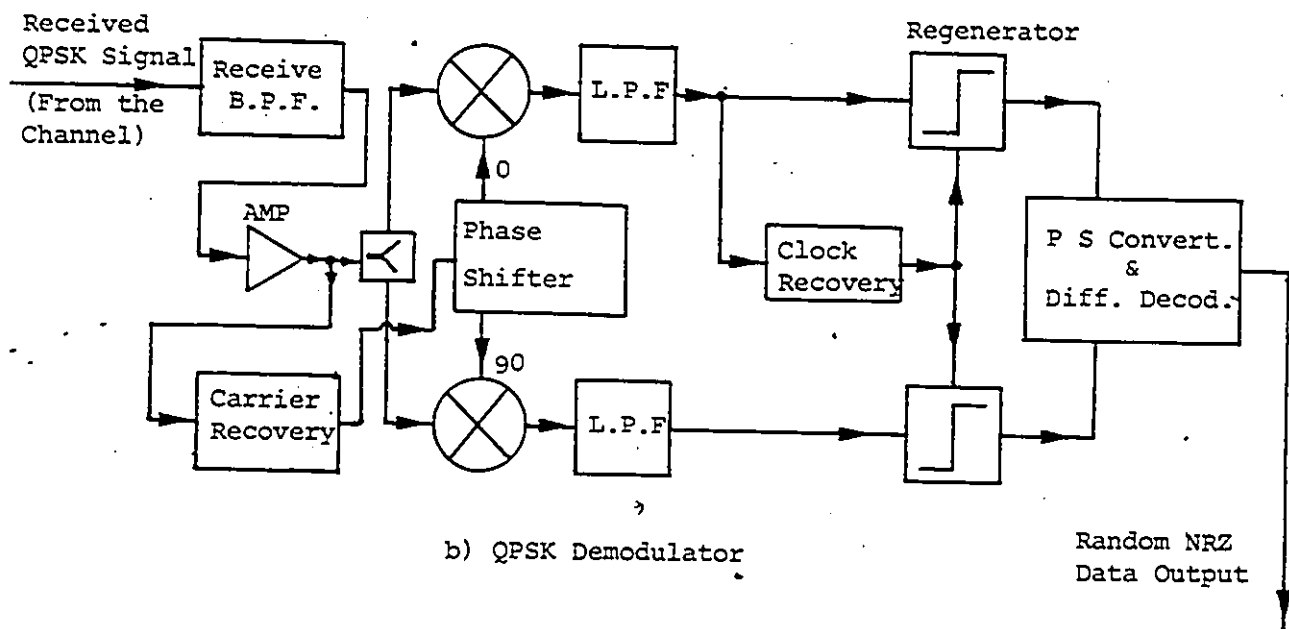 Received
QPSK Signal
(From the
Channel)
Receive
B.P.F.
AMP
Carrier
Recovery
0
Phase
Shifter
90
L.P.F
L.P.F
Clock
Recovery
Regenerator
P S Convert.
&
Diff. Decod.
Random NRZ
Data Output
b) QPSK Demodulator